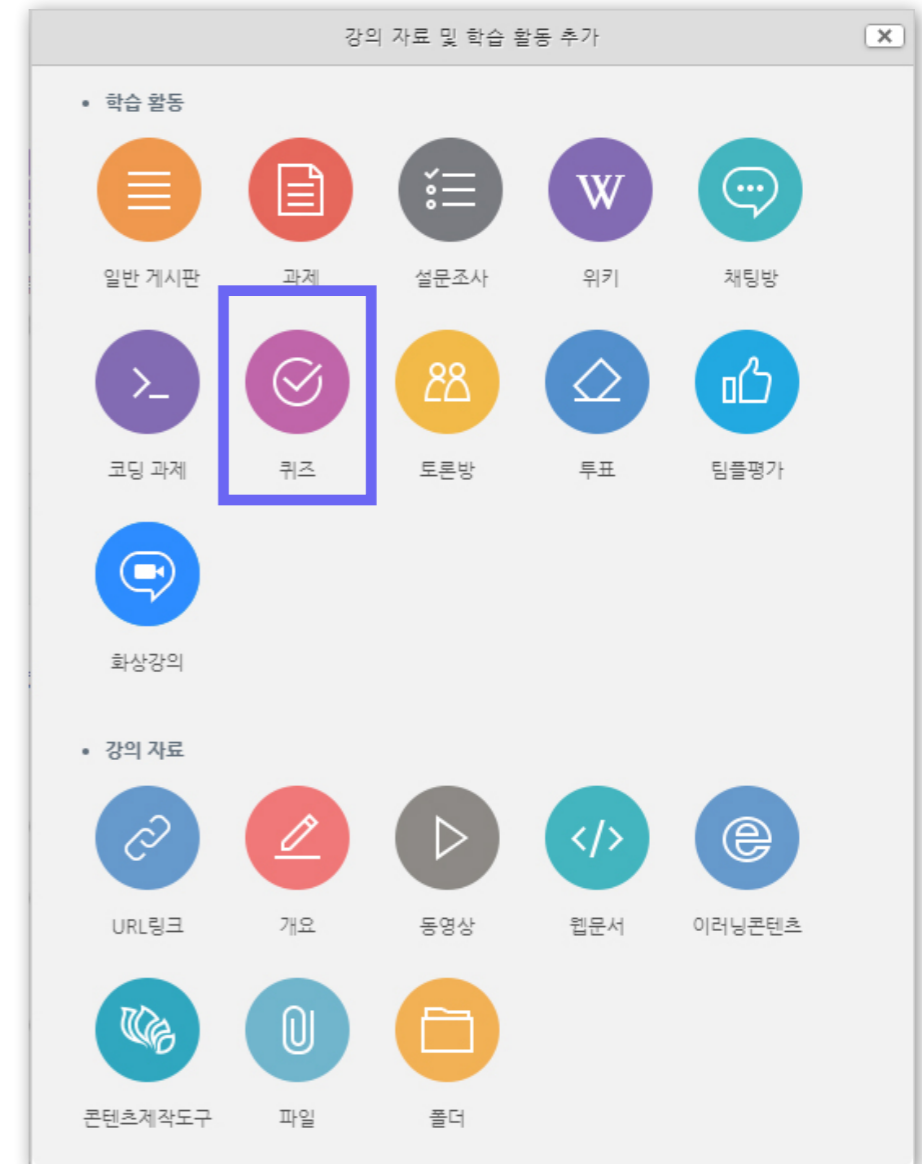 강의 자료 및 학습 활동 추가
학습 활동
일반 게시판 과제 설문조사 위키 채팅방
코딩 과제 퀴즈 토론방 투표 팀플평가
화상강의
강의 자료
URL링크 개요 동영상 웹문서 이러닝콘텐츠
콘텐츠제작도구 파일 폴더